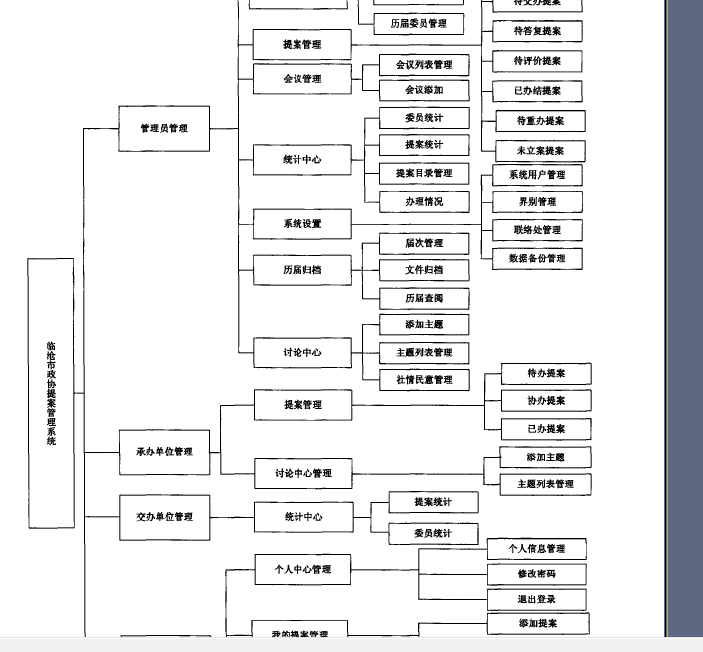 待交办提案
历届委员管理
待答复提案
提案管理
待评价提案
会议列表管理
会议管理
会议添加
已办结提案
委员统计
待重办提案
管理员管理
提案统计
未立案提案
统计中心
提案目录管理
系统用户管理
办理情况
界别管理
系统设置
联络处管理
届次管理
数据备份管理
历届归档
文件归档
历届查阅
添加主题
讨论中心
主题列表管理
社情民意管理
临沧市政协提案管理系统
待办提案
提案管理
协办提案
已办提案
承办单位管理
添加主题
讨论中心管理
主题列表管理
提案统计
交办单位管理
统计中心
委员统计
个人信息管理
个人中心管理
修改密码
退出登录
添加提案
我的提案管理